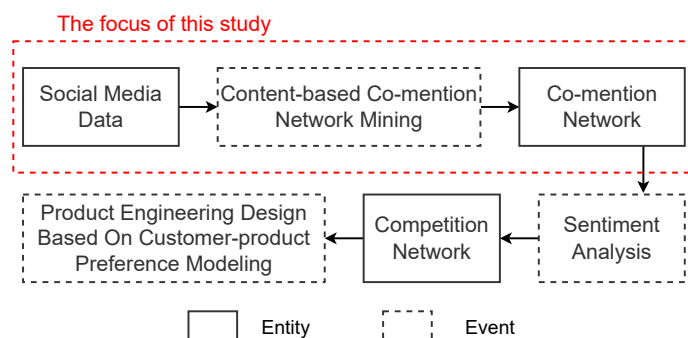 The focus of this study
Social Media
Data
Content-based Co-mention
Network Mining
Co-mention
Network
Product Engineering Design
Based On Customer-product
Preference Modeling
Competition
Network
Sentiment
Analysis
Entity
Event